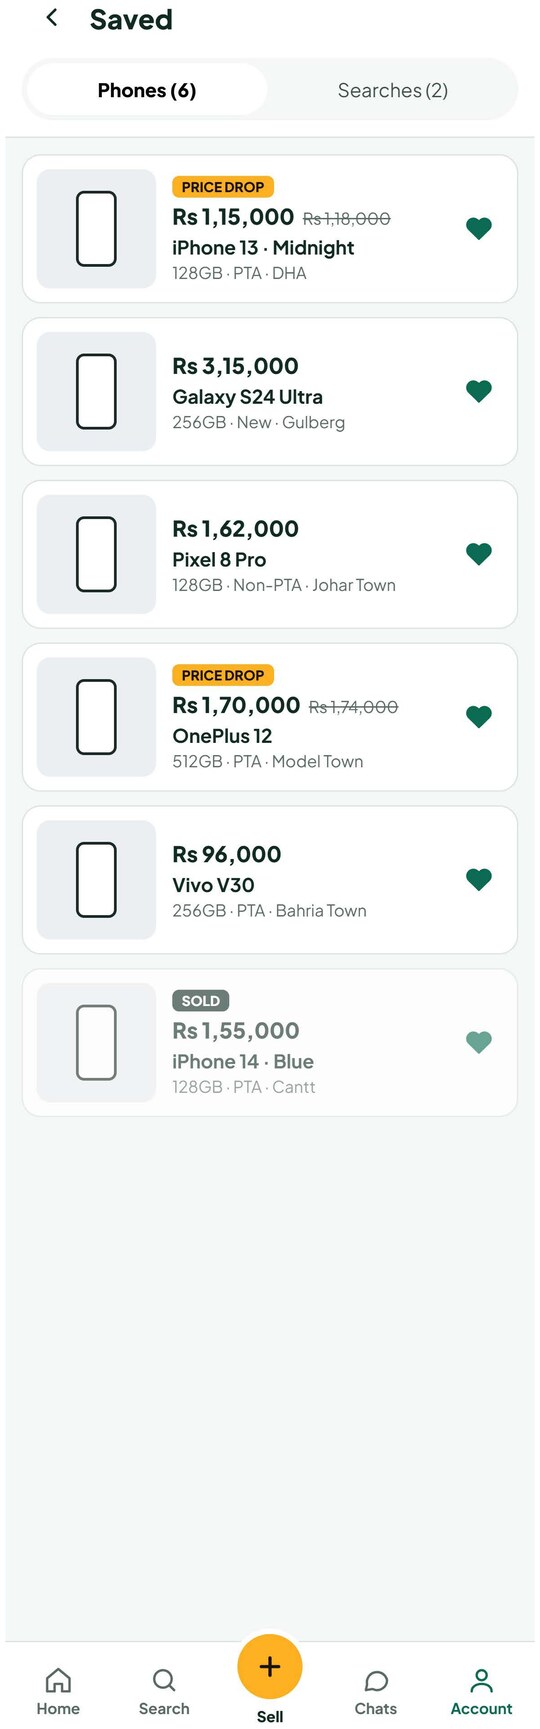 Saved
Phones (6)
Searches (2)
PRICE DROP
Rs 1,15,000 Rs 1,18,000
iPhone 13 · Midnight
128GB · PTA · DHA
Rs 3,15,000
Galaxy S24 Ultra
256GB · New · Gulberg
Rs 1,62,000
Pixel 8 Pro
128GB · Non-PTA · Johar Town
PRICE DROP
Rs 1,70,000 Rs 1,74,000
OnePlus 12
512GB · PTA · Model Town
Rs 96,000
Vivo V30
256GB · PTA · Bahria Town
SOLD
Rs 1,55,000
iPhone 14 · Blue
128GB · PTA · Cantt
Home
Search
Sell
Chats
Account